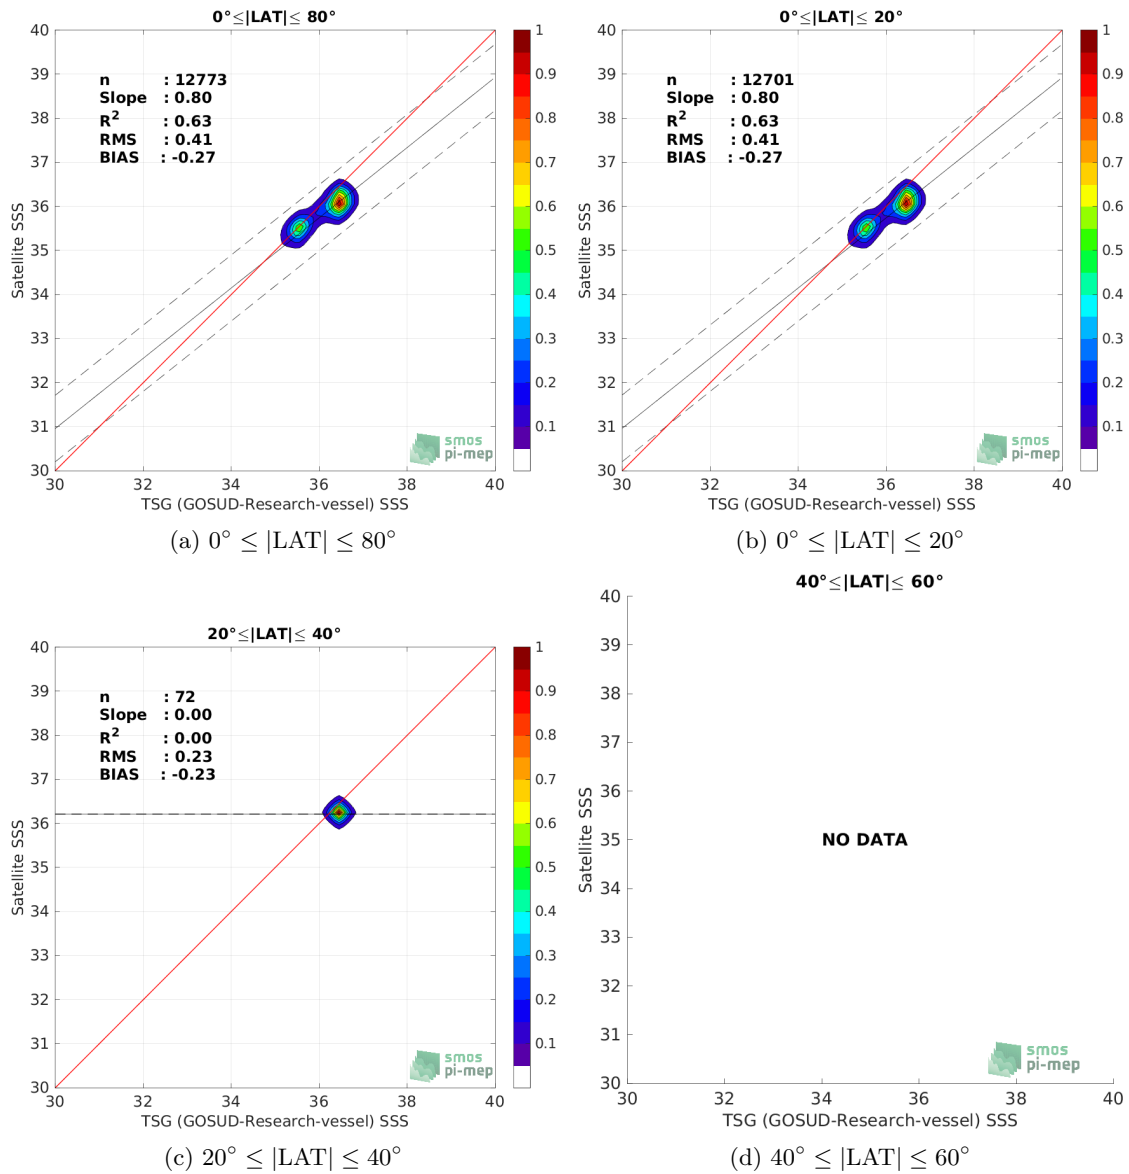 0°≤|LAT|≤ 80°
40
39
38
37
36
35
34
33
32
31
30
Satellite SSS
n : 12773
Slope : 0.80
R² : 0.63
RMS : 0.41
BIAS : -0.27
smos
pi-mep
30 32 34 36 38 40
TSG (GOSUD-Research-vessel) SSS
1
0.9
0.8
0.7
0.6
0.5
0.4
0.3
0.2
0.1
(a) 0° ≤ |LAT| ≤ 80°
0°≤|LAT|≤ 20°
40
39
38
37
36
35
34
33
32
31
30
Satellite SSS
n : 12701
Slope : 0.80
R² : 0.63
RMS : 0.41
BIAS : -0.27
smos
pi-mep
30 32 34 36 38 40
TSG (GOSUD-Research-vessel) SSS
1
0.9
0.8
0.7
0.6
0.5
0.4
0.3
0.2
0.1
(b) 0° ≤ |LAT| ≤ 20°
20°≤|LAT|≤ 40°
40
39
38
37
36
35
34
33
32
31
30
Satellite SSS
n : 72
Slope : 0.00
R² : 0.00
RMS : 0.23
BIAS : -0.23
smos
pi-mep
30 32 34 36 38 40
TSG (GOSUD-Research-vessel) SSS
1
0.9
0.8
0.7
0.6
0.5
0.4
0.3
0.2
0.1
(c) 20° ≤ |LAT| ≤ 40°
40°≤|LAT|≤ 60°
40
39
38
37
36
35
34
33
32
31
30
Satellite SSS
NO DATA
smos
pi-mep
30 32 34 36 38 40
TSG (GOSUD-Research-vessel) SSS
(d) 40° ≤ |LAT| ≤ 60°